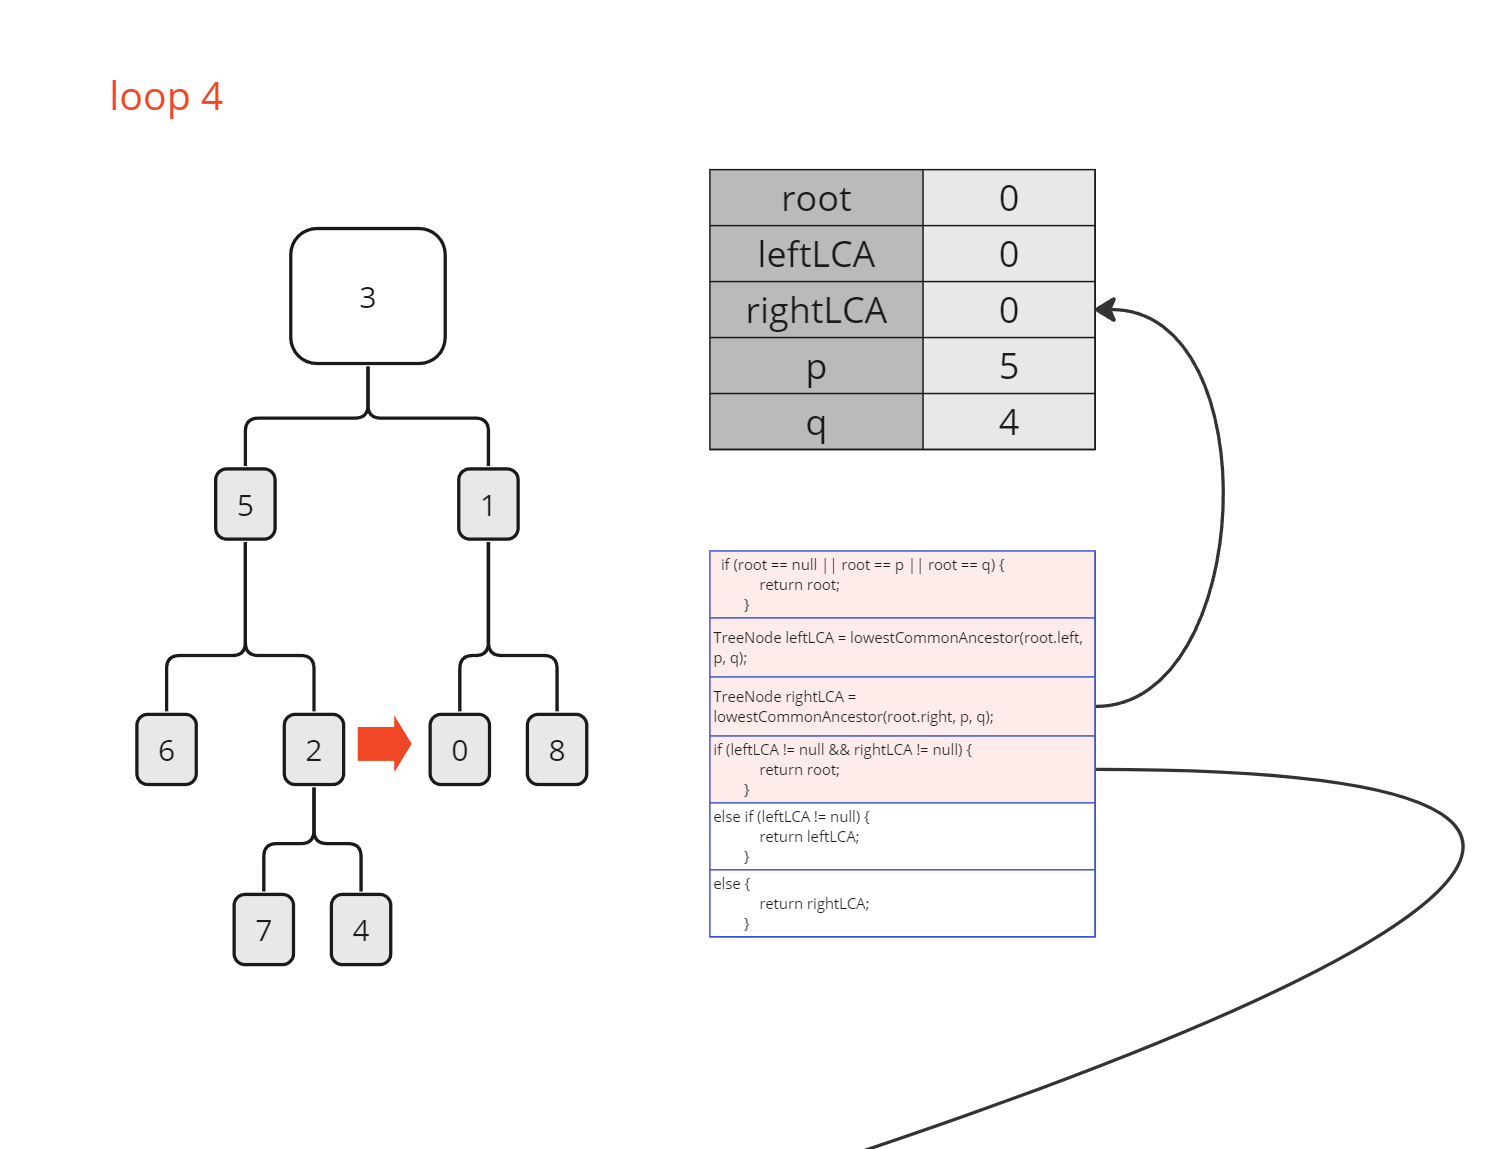 loop 4
3
5
1
6
2
0
8
7
4
root 0
leftLCA 0
rightLCA 0
p 5
q 4
if (root == null || root == p || root == q) {
return root;
}
TreeNode leftLCA = lowestCommonAncestor(root.left,
p, q);
TreeNode rightLCA =
lowestCommonAncestor(root.right, p, q);
if (leftLCA != null && rightLCA != null) {
return root;
}
else if (leftLCA != null) {
return leftLCA;
}
else {
return rightLCA;
}